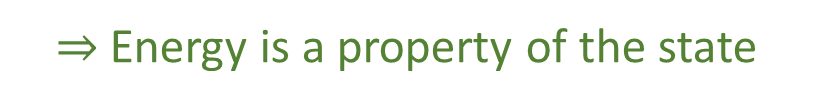 ⇒ Energy is a property of the state